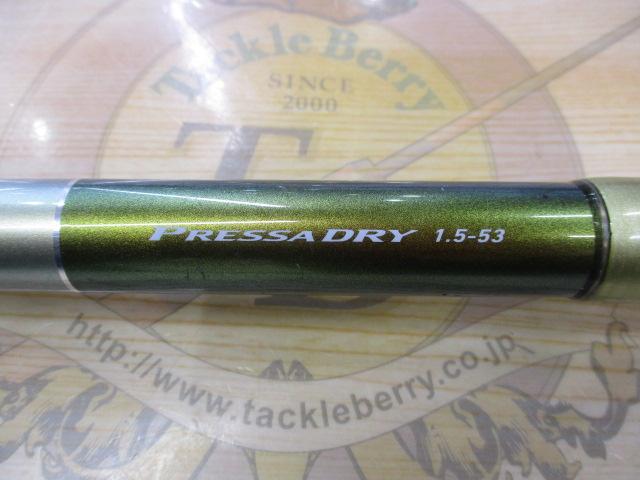 Tackle Berry
SINCE
2000
T
PRESSA DRY 1.5-53
http://www.tackleberry.co.jp